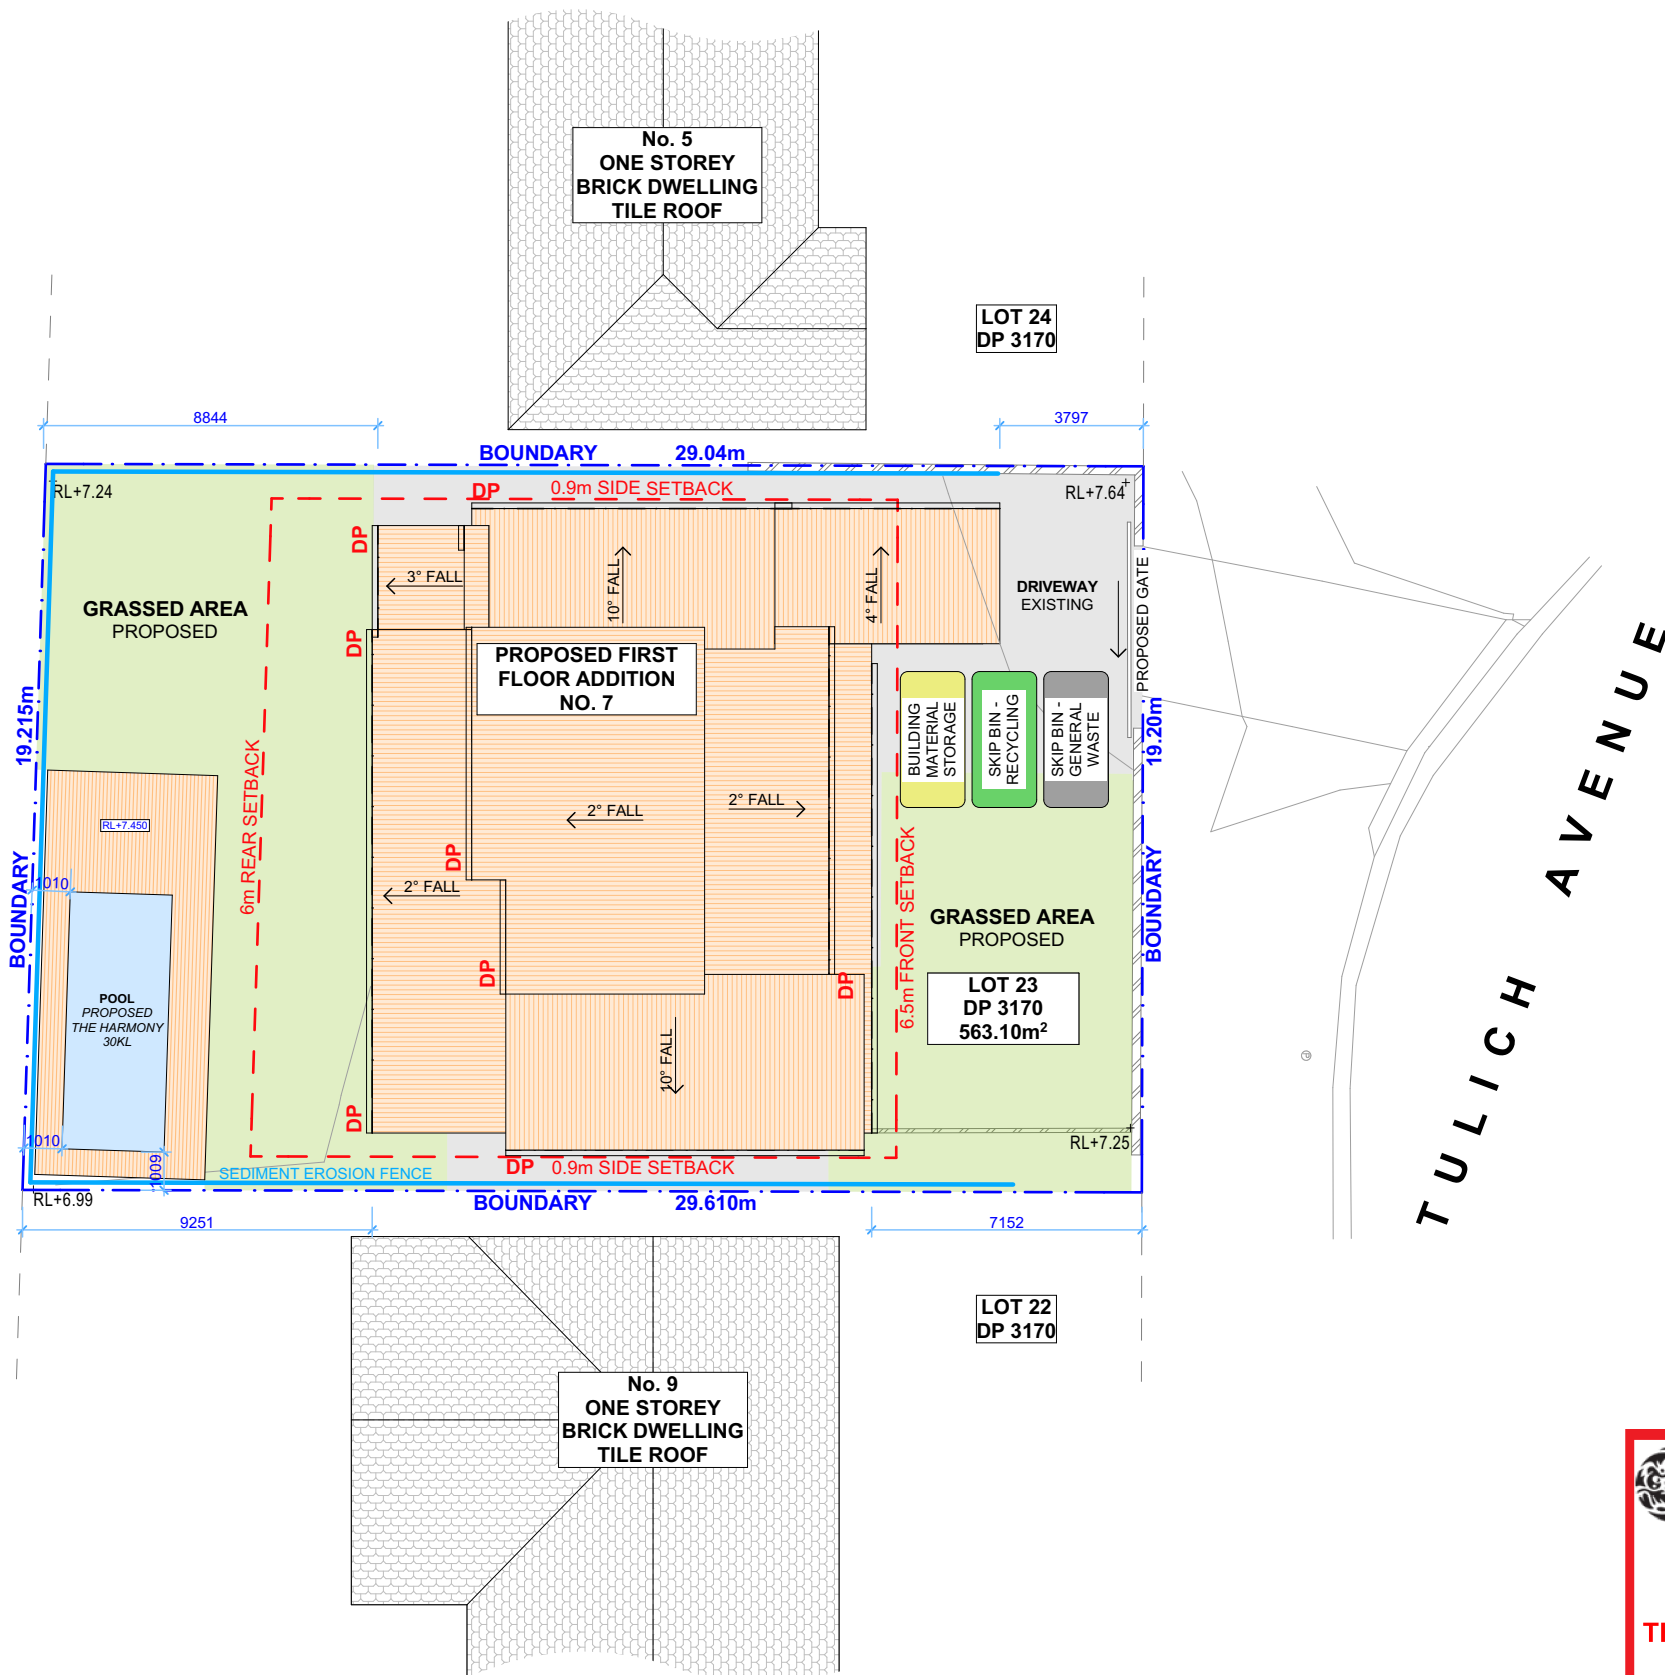 No. 5
ONE STOREY
BRICK DWELLING
TILE ROOF
LOT 24
DP 3170
8844
3797
BOUNDARY 29.04m
RL+7.24
DP 0.9m SIDE SETBACK
RL+7.64
DP
3° FALL
10° FALL
4° FALL
DRIVEWAY
EXISTING
PROPOSED GATE
GRASSED AREA
PROPOSED
DP
PROPOSED FIRST
FLOOR ADDITION
NO. 7
BUILDING
MATERIAL
STORAGE
SKIP BIN -
RECYCLING
SKIP BIN -
GENERAL
WASTE
19.215m
BOUNDARY
19.20m
BOUNDARY
6m REAR SETBACK
RL+7.450
2° FALL
2° FALL
DP
2° FALL
1010
6.5m FRONT SETBACK
GRASSED AREA
PROPOSED
DP
DP
LOT 23
DP 3170
563.10m²
POOL
PROPOSED
THE HARMONY
30KL
10° FALL
DP
1010
1009
RL+7.25
SEDIMENT EROSION FENCE
DP 0.9m SIDE SETBACK
RL+6.99
BOUNDARY 29.610m
9251
7152
TULICH AVENUE
P
LOT 22
DP 3170
No. 9
ONE STOREY
BRICK DWELLING
TILE ROOF